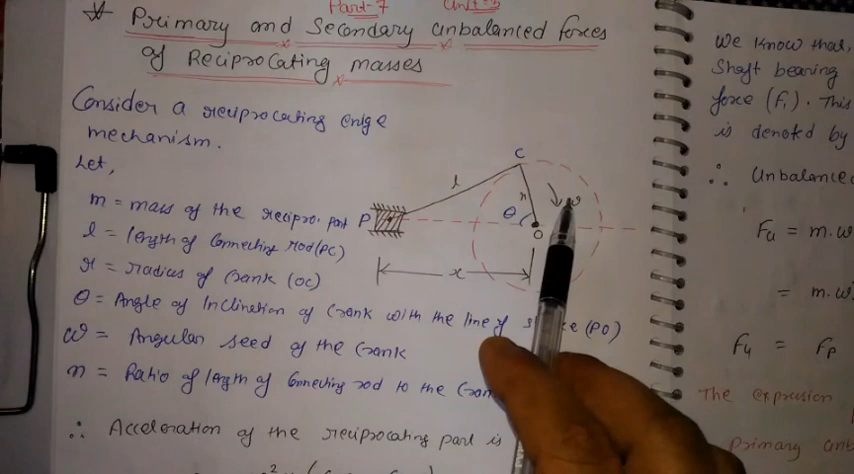 Part-7 Unit-3
* Primary and Secondary unbalanced forces
of Reciprocating masses
Consider a reciprocating enige
mechanism.
Let,
m = mass of the recipro. part
l = length of Connecting rod (PC)
r = radius of Crank (OC)
θ = Angle of Inclination of Crank with the line of (PO)
ω = Angular seed of the Crank
n = Ratio of length of Connecting rod to the
∴ Acceleration of the reciprocating part is
C
l
r
P
θ
O
x
We know that,
Shaft bearing
force (F₁). This
is denoted by
∴ Unbalance
Fu = m.ω
= m.ω
Fu = Fp
The expression
primary unb